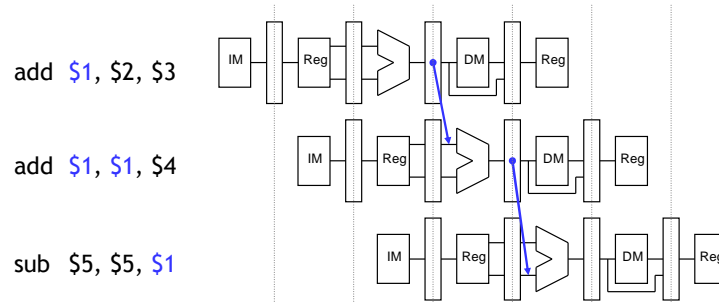 add $1, $2, $3
IM Reg DM Reg
add $1, $1, $4
IM Reg DM Reg
sub $5, $5, $1
IM Reg DM Reg